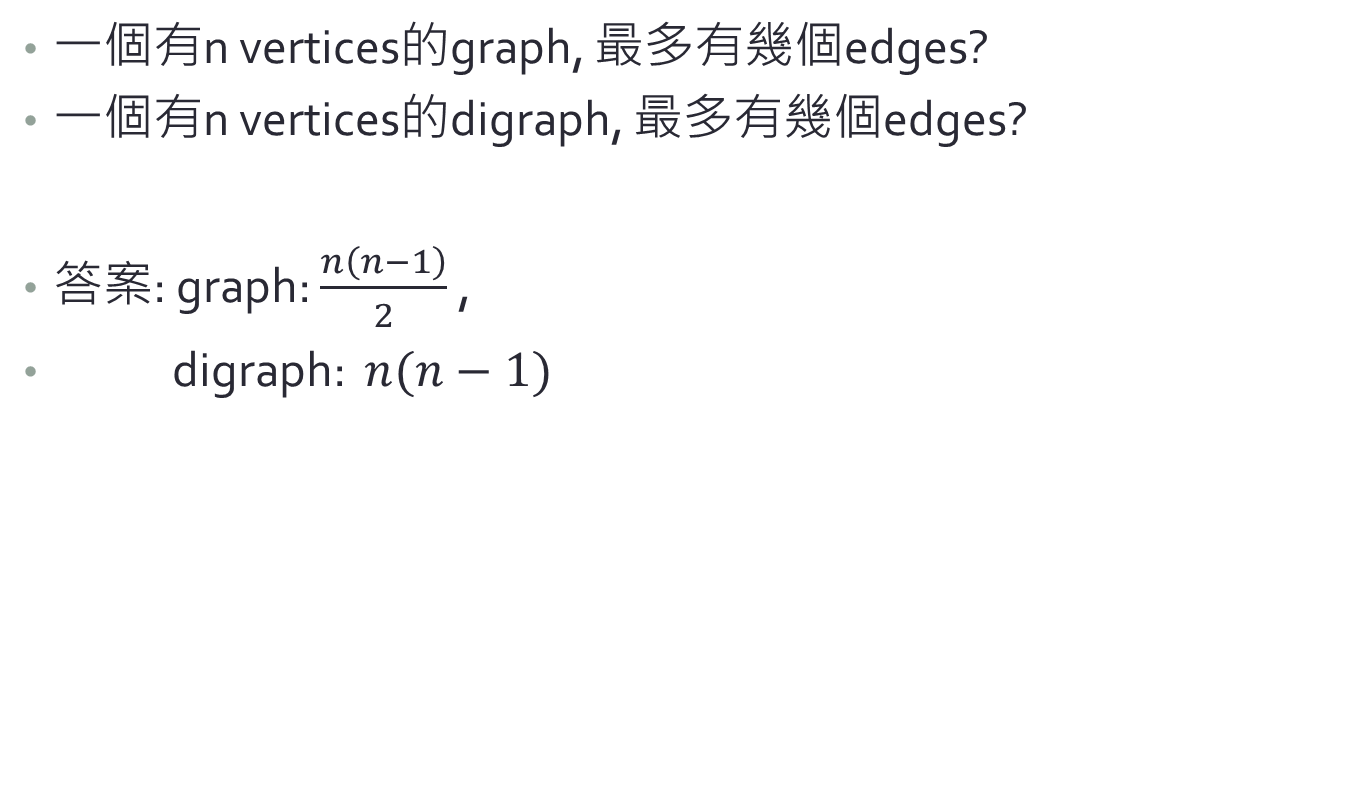 • 一個有n vertices的graph, 最多有幾個edges?
• 一個有n vertices的digraph, 最多有幾個edges?
• 答案: graph: $\frac{n(n-1)}{2}$ ,
• digraph: $n(n-1)$